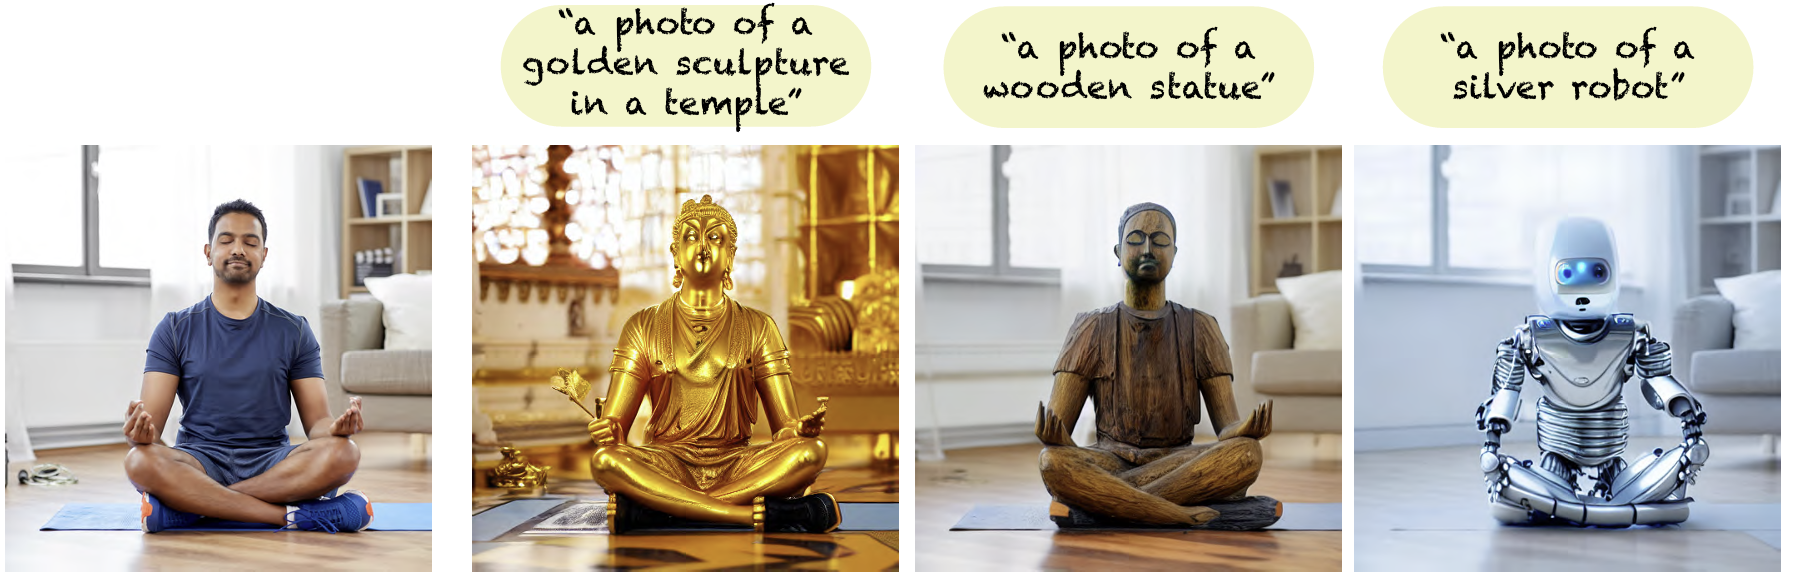 “a photo of a
golden sculpture
in a temple”
“a photo of a
wooden statue”
“a photo of a
silver robot”